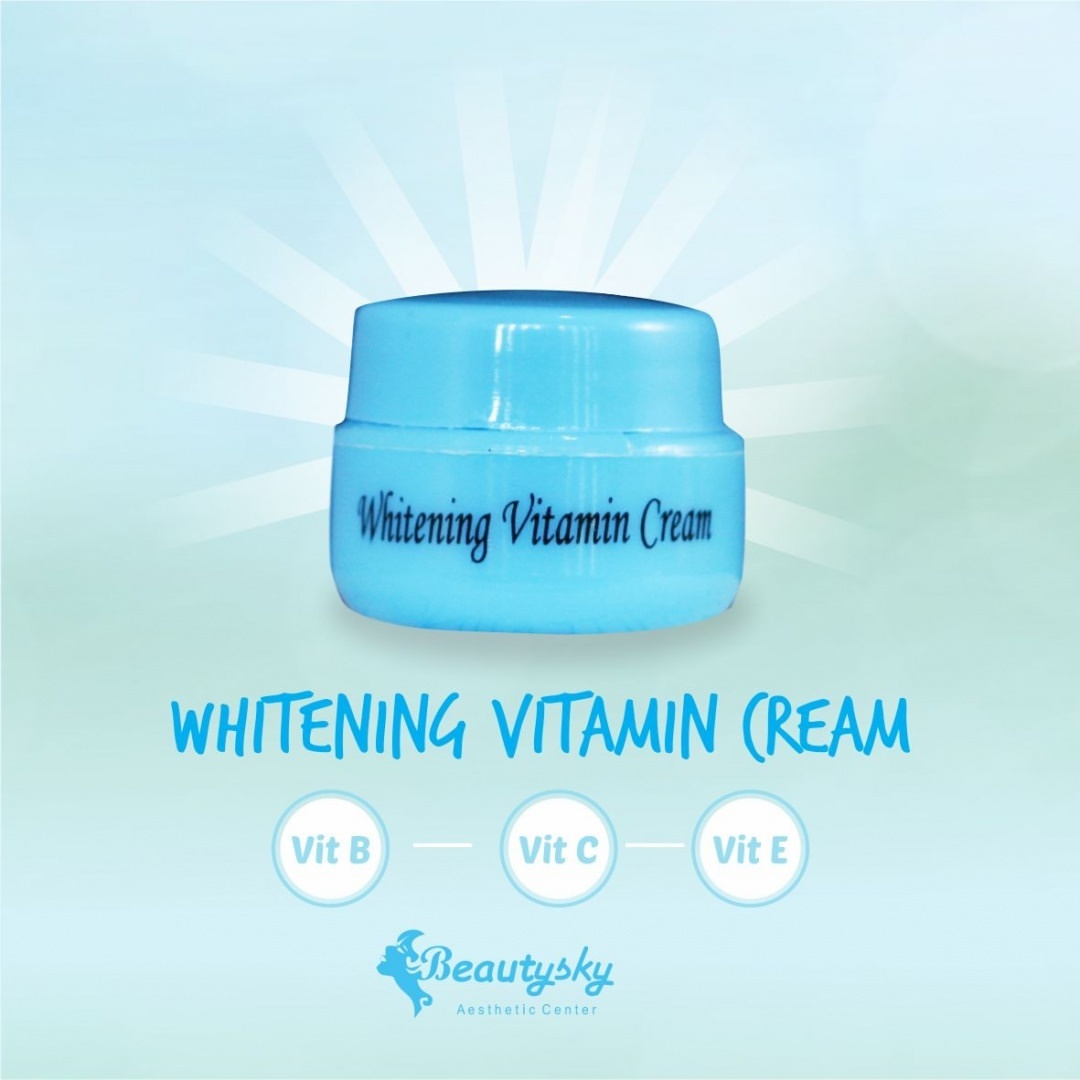 Whitening Vitamin Cream
WHITENING VITAMIN CREAM
Vit B
Vit C
Vit E
Beautysky
Aesthetic Center